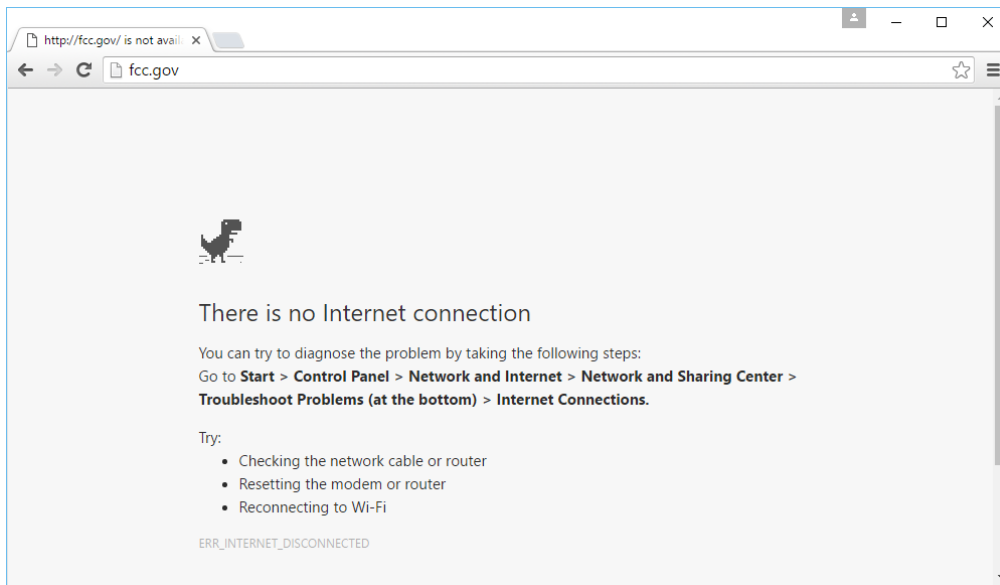 http://fcc.gov/ is not avail
fcc.gov
There is no Internet connection
You can try to diagnose the problem by taking the following steps:
Go to Start > Control Panel > Network and Internet > Network and Sharing Center >
Troubleshoot Problems (at the bottom) > Internet Connections.
Try:
• Checking the network cable or router
• Resetting the modem or router
• Reconnecting to Wi-Fi
ERR_INTERNET_DISCONNECTED